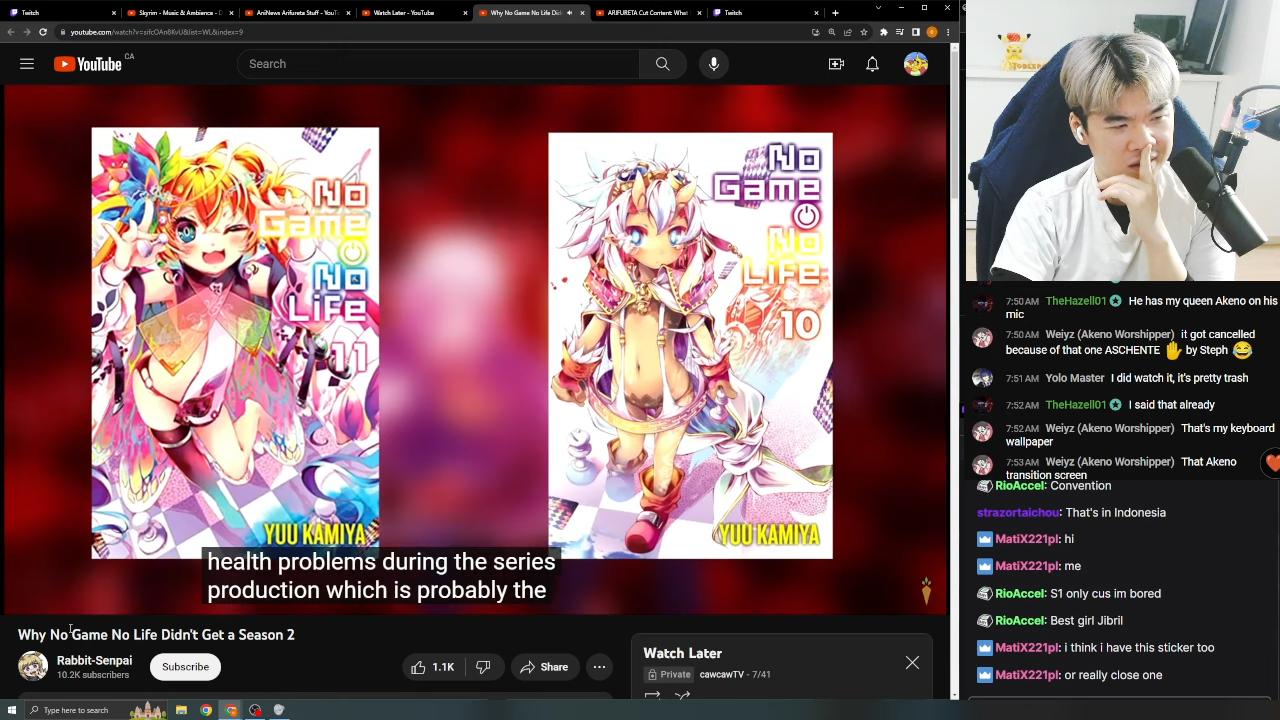 Twitch
Skyrim - Music & Ambience - D
AniNews Arifureta Stuff - YouTu
Watch Later - YouTube
Why No Game No Life Did
ARIFURETA Cut Content: What
Twitch
youtube.com/watch?v=sifcOAn8KvU&list=WL&index=9
YouTube CA
Search
No
Game
No
Life
11
YUU KAMIYA
No
Game
No
Life
10
YUU KAMIYA
health problems during the series
production which is probably the
Why No Game No Life Didn't Get a Season 2
Rabbit-Senpai
10.2K subscribers
Subscribe
1.1K
Share
Watch Later
Private cawcawTV - 7/41
Type here to search
7:50 AM TheHazell01 He has my queen Akeno on his
mic
7:50 AM Weiyz (Akeno Worshipper) it got cancelled
because of that one ASCHENTE ✋ by Steph 😂
7:51 AM Yolo Master I did watch it, it's pretty trash
7:52 AM TheHazell01 I said that already
7:52 AM Weiyz (Akeno Worshipper) That's my keyboard
wallpaper
7:53 AM Weiyz (Akeno Worshipper) That Akeno
transition screen
RioAccel: Convention
strazortaichou: That's in Indonesia
MatiX221pl: hi
MatiX221pl: me
RioAccel: S1 only cus im bored
RioAccel: Best girl Jibril
MatiX221pl: i think i have this sticker too
MatiX221pl: or really close one